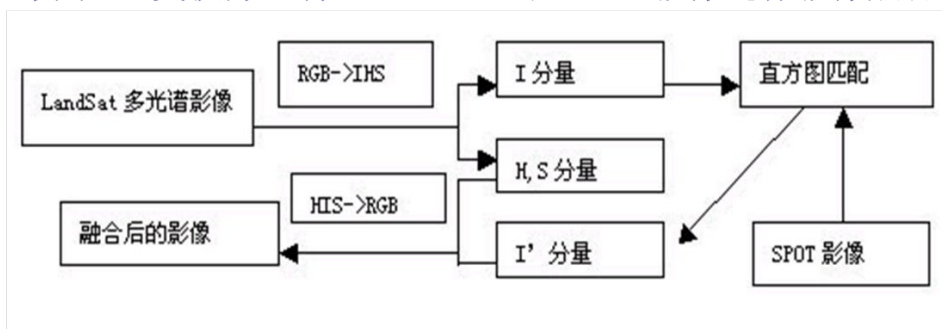 RGB->IHS
I 分量
直方图匹配
LandSat 多光谱影像
H,S 分量
HIS->RGB
融合后的影像
I’ 分量
SPOT 影像